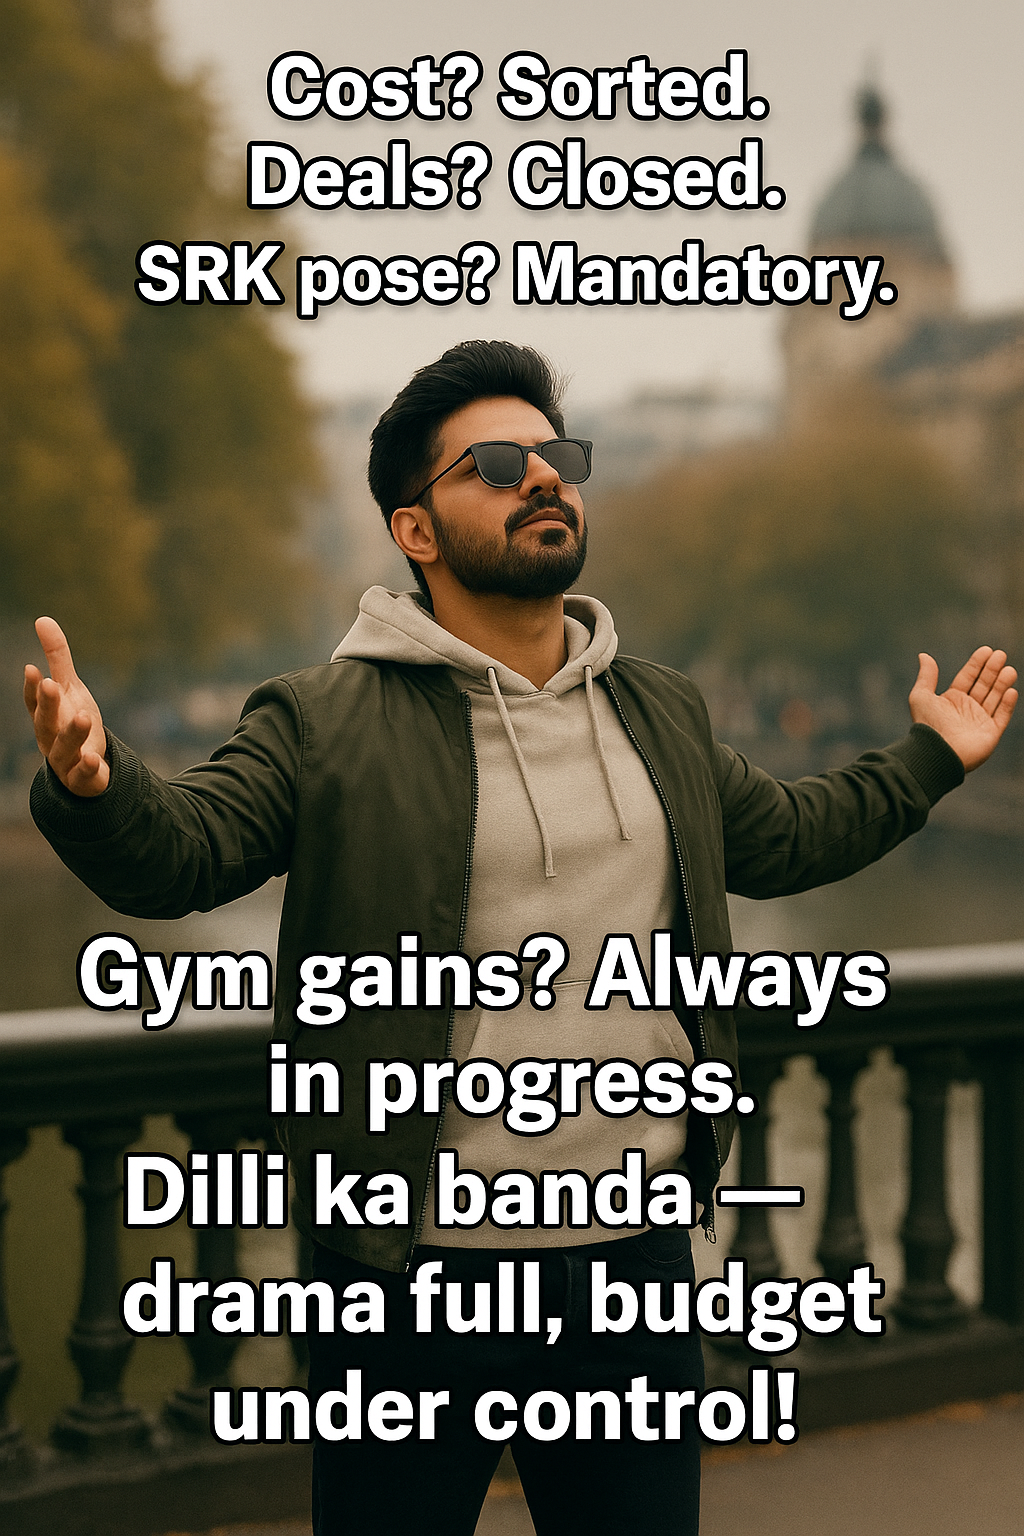 Cost? Sorted.
Deals? Closed.
SRK pose? Mandatory.
Gym gains? Always
in progress.
Dilli ka banda —
drama full, budget
under control!